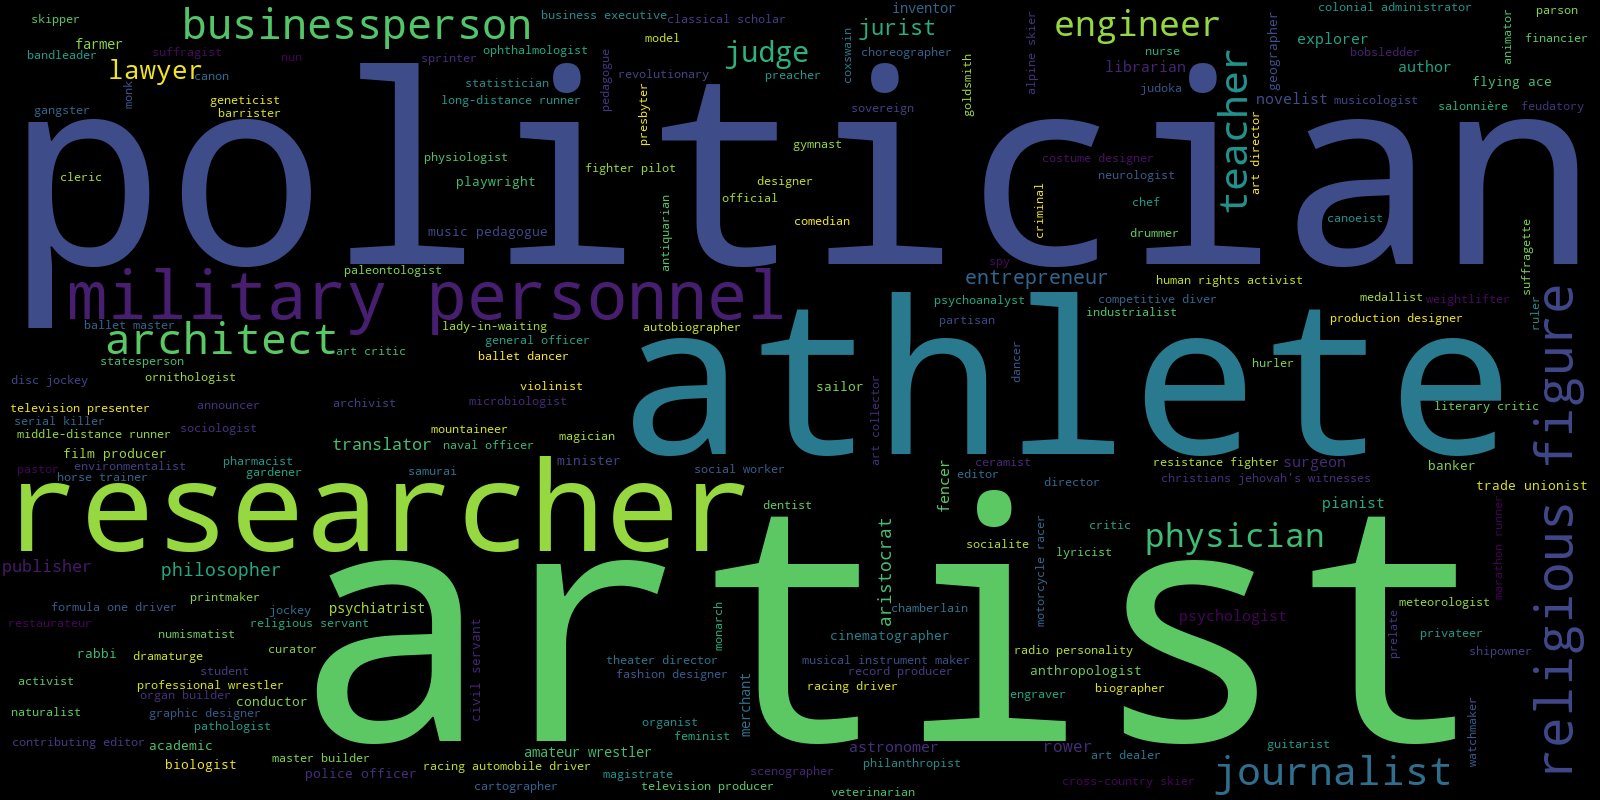 skipper
businessperson
business executive
classical scholar
inventor
jurist
engineer
colonial administrator
parson
bandleader
farmer
suffragist
nun
sprinter
ophthalmologist
model
judge
coxswain
choreographer
alpine skier
nurse
geographer
explorer
animator
financier
lawyer
canon
monk
statistician
pedagogue
revolutionary
preacher
goldsmith
librarian
teacher
bobsledder
author
flying ace
gangster
geneticist
barrister
long-distance runner
presbyter
sovereign
judoka
novelist
musicologist
salonnière
feudatory
politician
cleric
physiologist
playwright
fighter pilot
gymnast
designer
official
comedian
costume designer
neurologist
art director
criminal
chef
drummer
canoeist
music pedagogue
antiquarian
suffragette
paleontologist
military personnel
spy
entrepreneur
human rights activist
psychoanalyst
competitive diver
industrialist
medallist
weightlifter
ruler
production designer
partisan
ballet master
architect
art critic
statesperson
lady-in-waiting
general officer
ballet dancer
autobiographer
athlete
dancer
hurler
religious figure
disc jockey
ornithologist
violinist
sailor
art collector
television presenter
announcer
archivist
microbiologist
literary critic
serial killer
sociologist
middle-distance runner
mountaineer
magician
translator
naval officer
film producer
pastor
environmentalist
pharmacist
gardener
horse trainer
samurai
minister
social worker
fencer
ceramist
editor
director
resistance fighter
surgeon
christians jehovah's witnesses
banker
trade unionist
researcher
dentist
aristocrat
socialite
motorcycle racer
critic
lyricist
physician
pianist
marathon runner
publisher
philosopher
artist
printmaker
formula one driver
jockey
psychiatrist
restaurateur
religious servant
numismatist
civil servant
monarch
chamberlain
cinematographer
psychologist
meteorologist
prelate
privateer
rabbi
dramaturge
curator
theater director
fashion designer
musical instrument maker
record producer
racing driver
radio personality
anthropologist
biographer
shipowner
activist
student
professional wrestler
organ builder
conductor
merchant
engraver
naturalist
graphic designer
pathologist
organist
feminist
watchmaker
contributing editor
academic
biologist
master builder
police officer
amateur wrestler
racing automobile driver
cartographer
magistrate
television producer
scenographer
astronomer
philanthropist
veterinarian
rower
art dealer
cross-country skier
guitarist
journalist